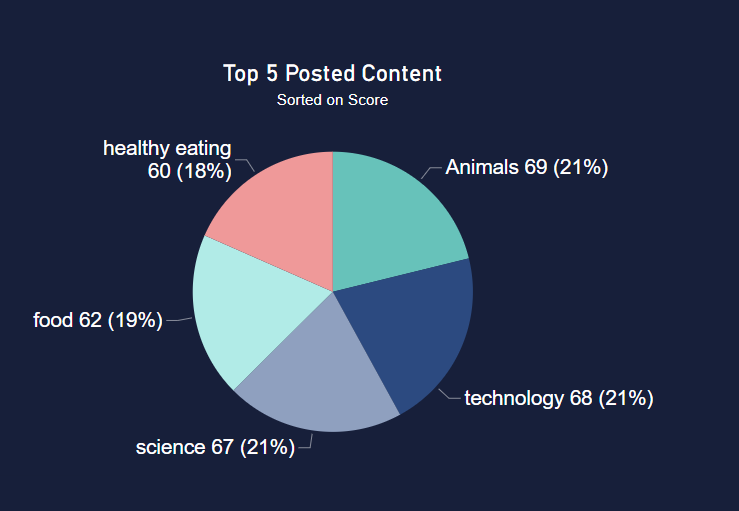 Top 5 Posted Content
Sorted on Score
healthy eating
60 (18%)
Animals 69 (21%)
food 62 (19%)
technology 68 (21%)
science 67 (21%)